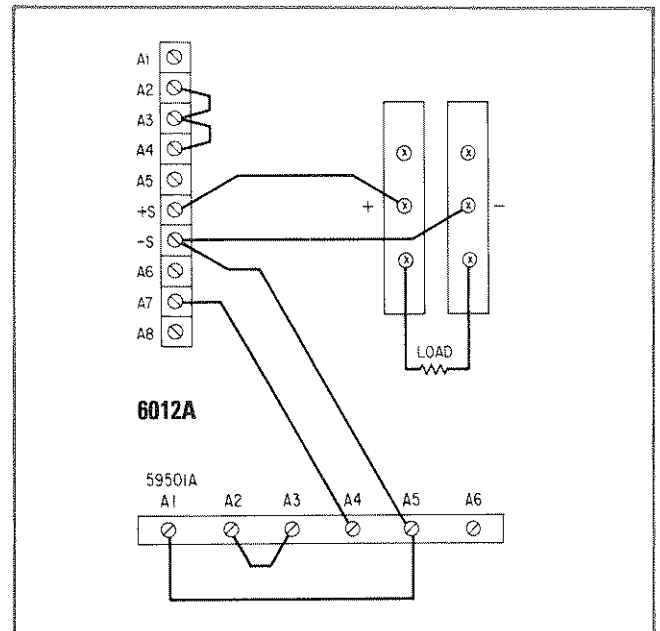 A1
A2
A3
A4
A5
+S
-S
A6
A7
A8
+ -
LOAD
6012A
59501A
A1 A2 A3 A4 A5 A6